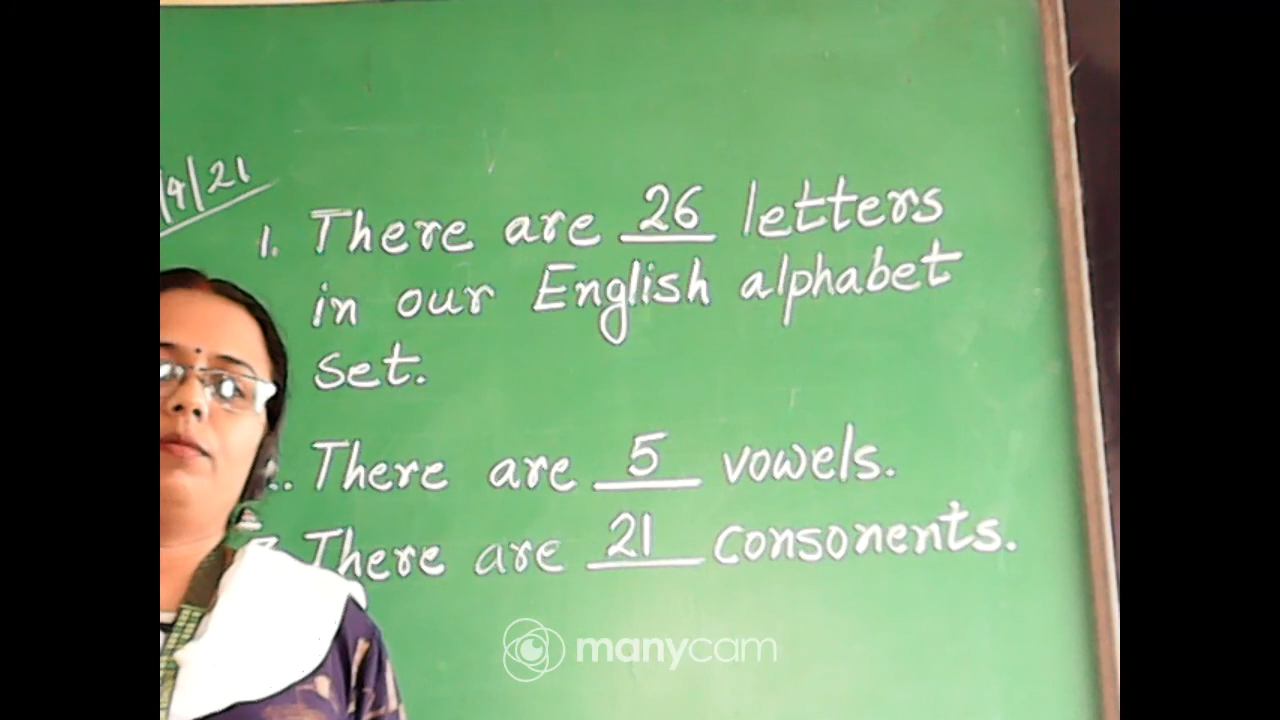 /9/21
1. There are 26 letters
in our English alphabet
set.
.. There are 5 vowels.
There are 21 consonents.
manycam